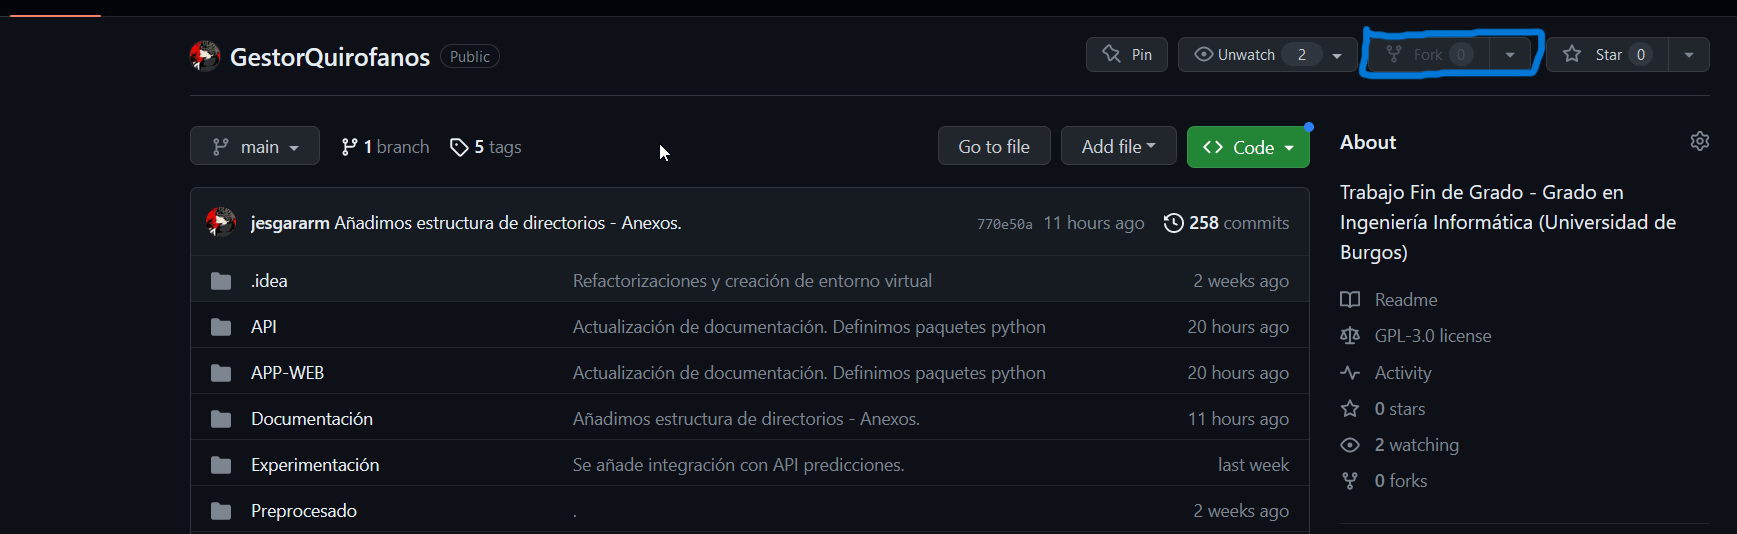 GestorQuirofanos Public Pin Unwatch 2 Fork 0 Star 0
main 1 branch 5 tags Go to file Add file Code
jesgararm Añadimos estructura de directorios - Anexos. 770e50a 11 hours ago 258 commits
.idea Refactorizaciones y creación de entorno virtual 2 weeks ago
API Actualización de documentación. Definimos paquetes python 20 hours ago
APP-WEB Actualización de documentación. Definimos paquetes python 20 hours ago
Documentación Añadimos estructura de directorios - Anexos. 11 hours ago
Experimentación Se añade integración con API predicciones. last week
Preprocesado . 2 weeks ago
About
Trabajo Fin de Grado - Grado en
Ingeniería Informática (Universidad de
Burgos)
Readme
GPL-3.0 license
Activity
0 stars
2 watching
0 forks